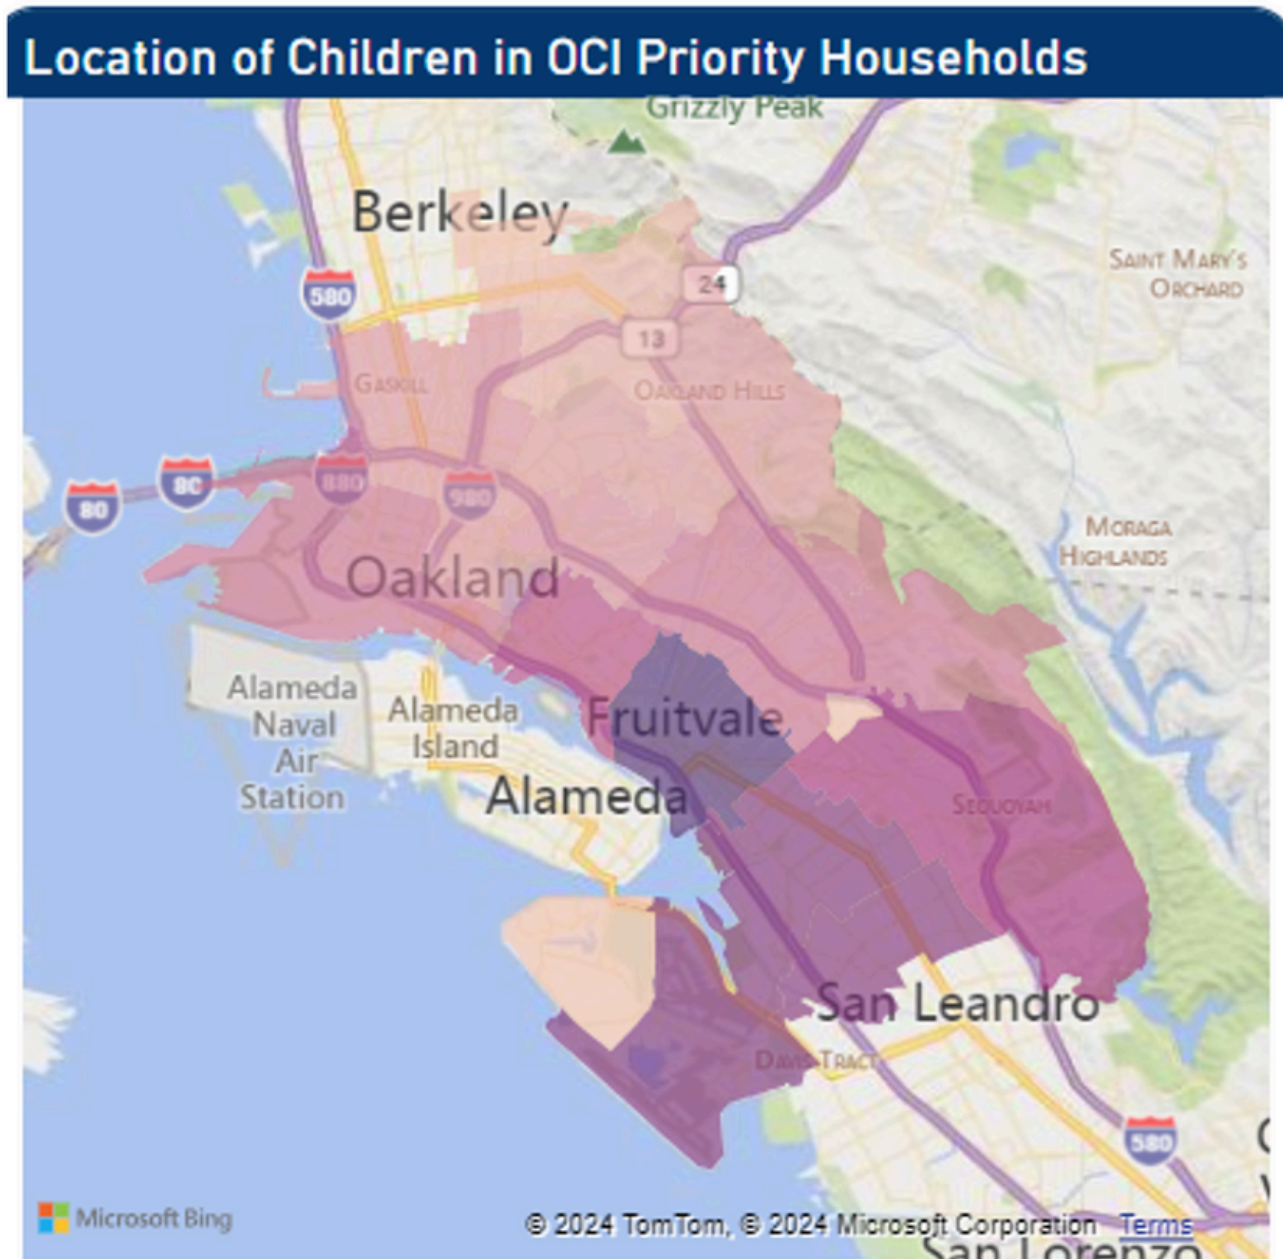 Location of Children in OCI Priority Households
Grizzly Peak
Berkeley
SAINT MARY'S
ORCHARD
24
580
13
GASKILL
OAKLAND HILLS
80
80
880
980
MORAGA
HIGHLANDS
Oakland
Alameda
Naval
Air
Station
Alameda
Island
Fruitvale
Alameda
SEQUOYAH
San Leandro
DAVIS TRACT
580
Microsoft Bing
© 2024 TomTom, © 2024 Microsoft Corporation Terms
San Lorenzo